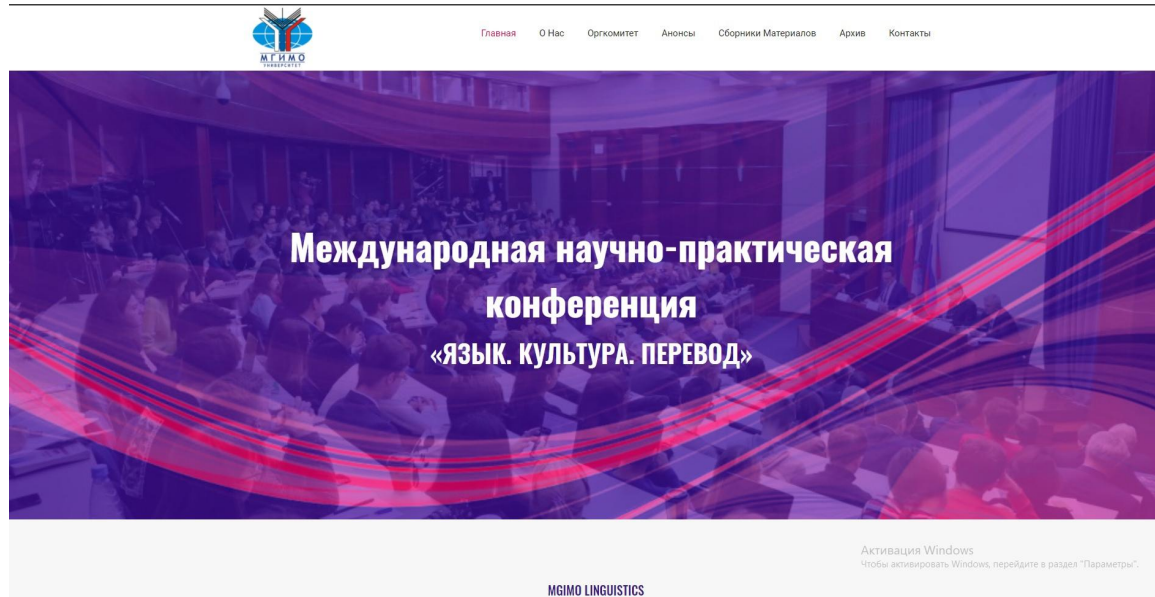 МГИМО
УНИВЕРСИТЕТ
Главная О Нас Оргкомитет Анонсы Сборники Материалов Архив Контакты
Международная научно-практическая
конференция
«ЯЗЫК. КУЛЬТУРА. ПЕРЕВОД»
Активация Windows
Чтобы активировать Windows, перейдите в раздел "Параметры".
MGIMO LINGUISTICS